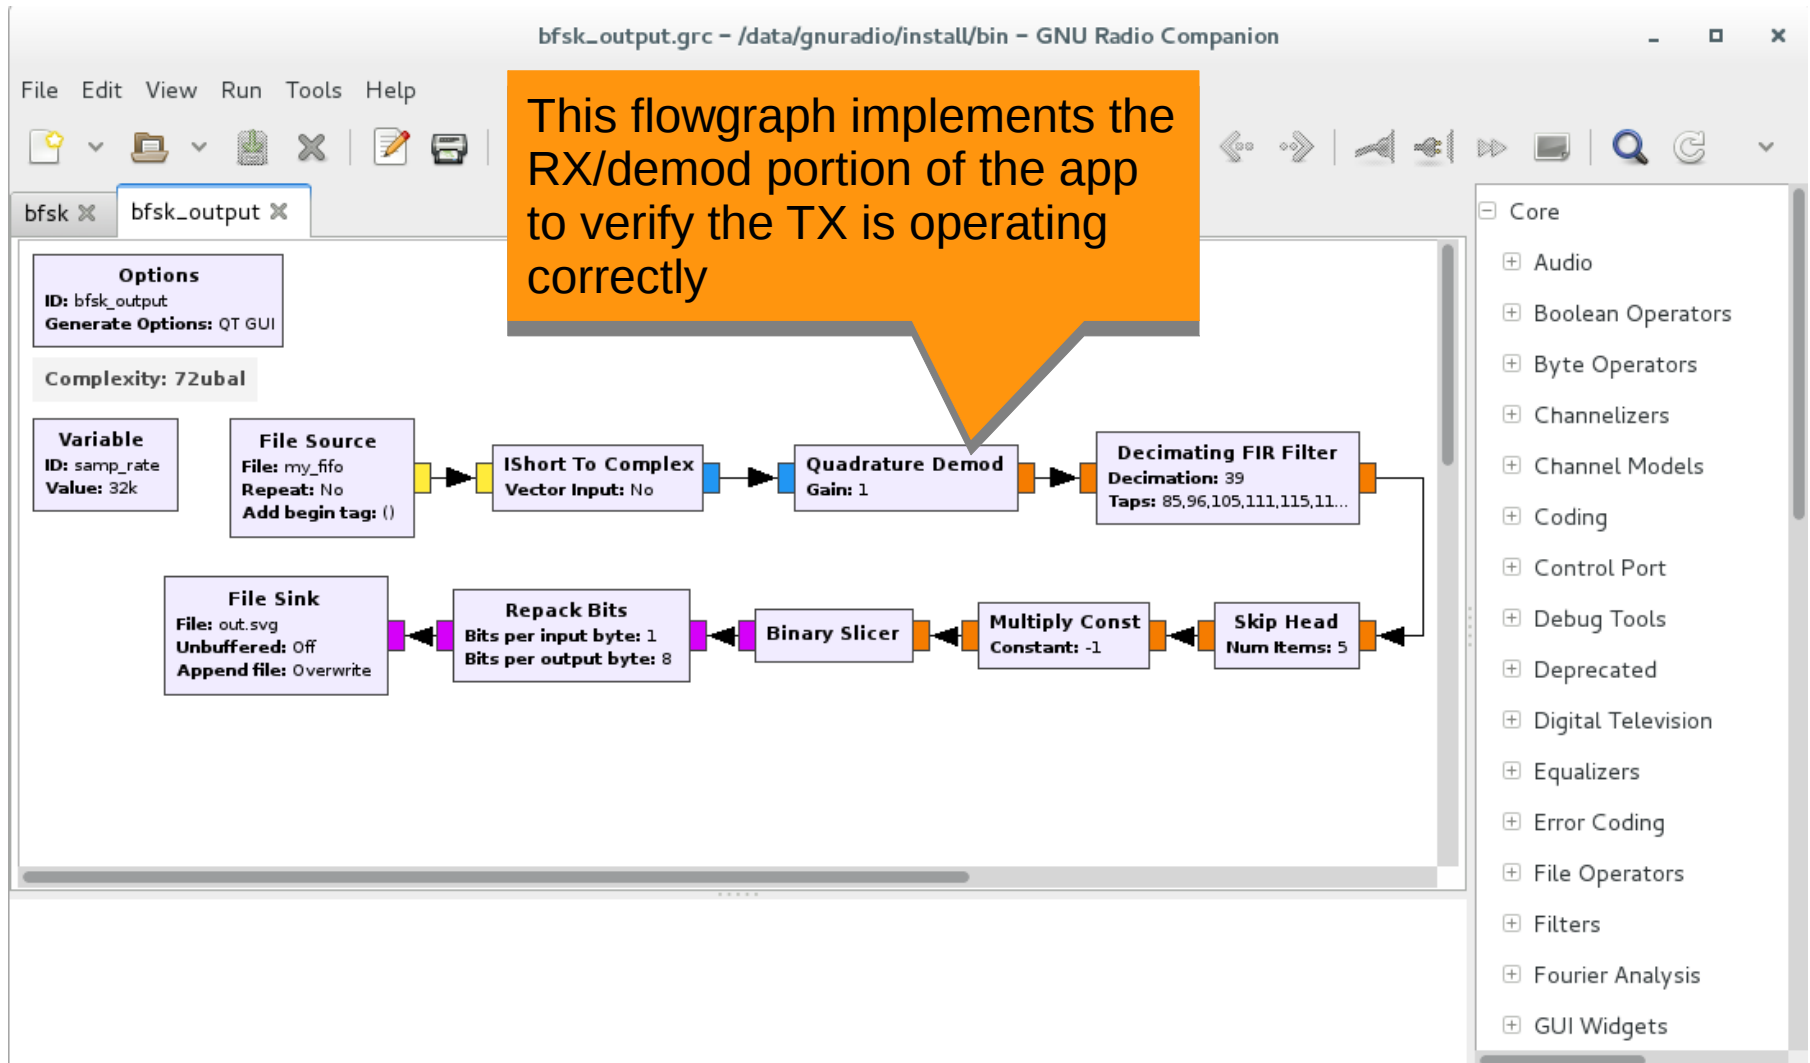 bfsk_output.grc – /data/gnuradio/install/bin – GNU Radio Companion
File Edit View Run Tools Help
This flowgraph implements the
RX/demod portion of the app
to verify the TX is operating
correctly
bfsk
bfsk_output
Options
ID: bfsk_output
Generate Options: QT GUI
Complexity: 72ubal
Variable
ID: samp_rate
Value: 32k
File Source
File: my_fifo
Repeat: No
Add begin tag: ()
IShort To Complex
Vector Input: No
Quadrature Demod
Gain: 1
Decimating FIR Filter
Decimation: 39
Taps: 85,96,105,111,115,11...
File Sink
File: out.svg
Unbuffered: Off
Append file: Overwrite
Repack Bits
Bits per input byte: 1
Bits per output byte: 8
Binary Slicer
Multiply Const
Constant: -1
Skip Head
Num Items: 5
Core
Audio
Boolean Operators
Byte Operators
Channelizers
Channel Models
Coding
Control Port
Debug Tools
Deprecated
Digital Television
Equalizers
Error Coding
File Operators
Filters
Fourier Analysis
GUI Widgets